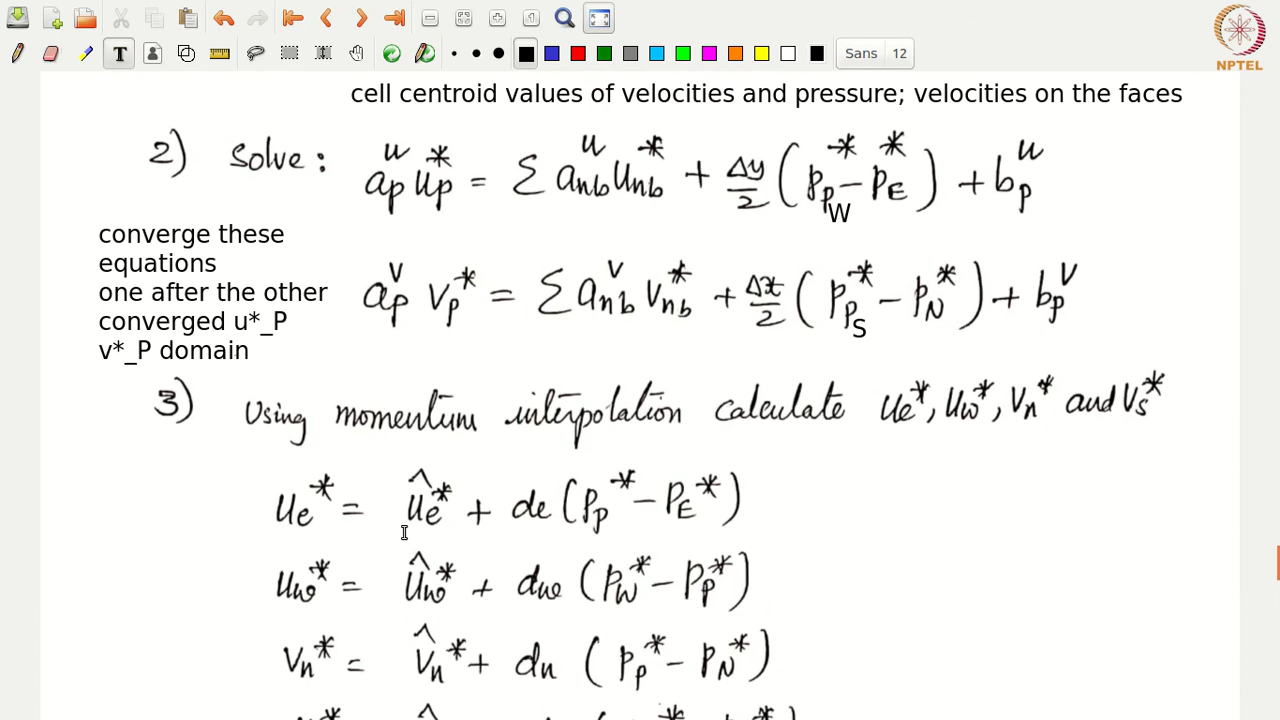 Sans 12
NPTEL
cell centroid values of velocities and pressure; velocities on the faces
2) Solve: a_P^u u_P^* = Σ a_nb^u u_nb^* + Δy/2 (p_P^* - p_E^*) + b_P^u
W
converge these
equations
one after the other
converged u*_P
v*_P domain
a_P^v v_P^* = Σ a_nb^v v_nb^* + Δx/2 (p_P^* - p_N^*) + b_P^v
S
3) Using momentum interpolation calculate u_e^*, u_w^*, v_n^* and v_s^*
u_e^* = û_e^* + d_e (p_P^* - p_E^*)
u_w^* = û_w^* + d_w (p_W^* - p_P^*)
v_n^* = v̂_n^* + d_n (p_P^* - p_N^*)